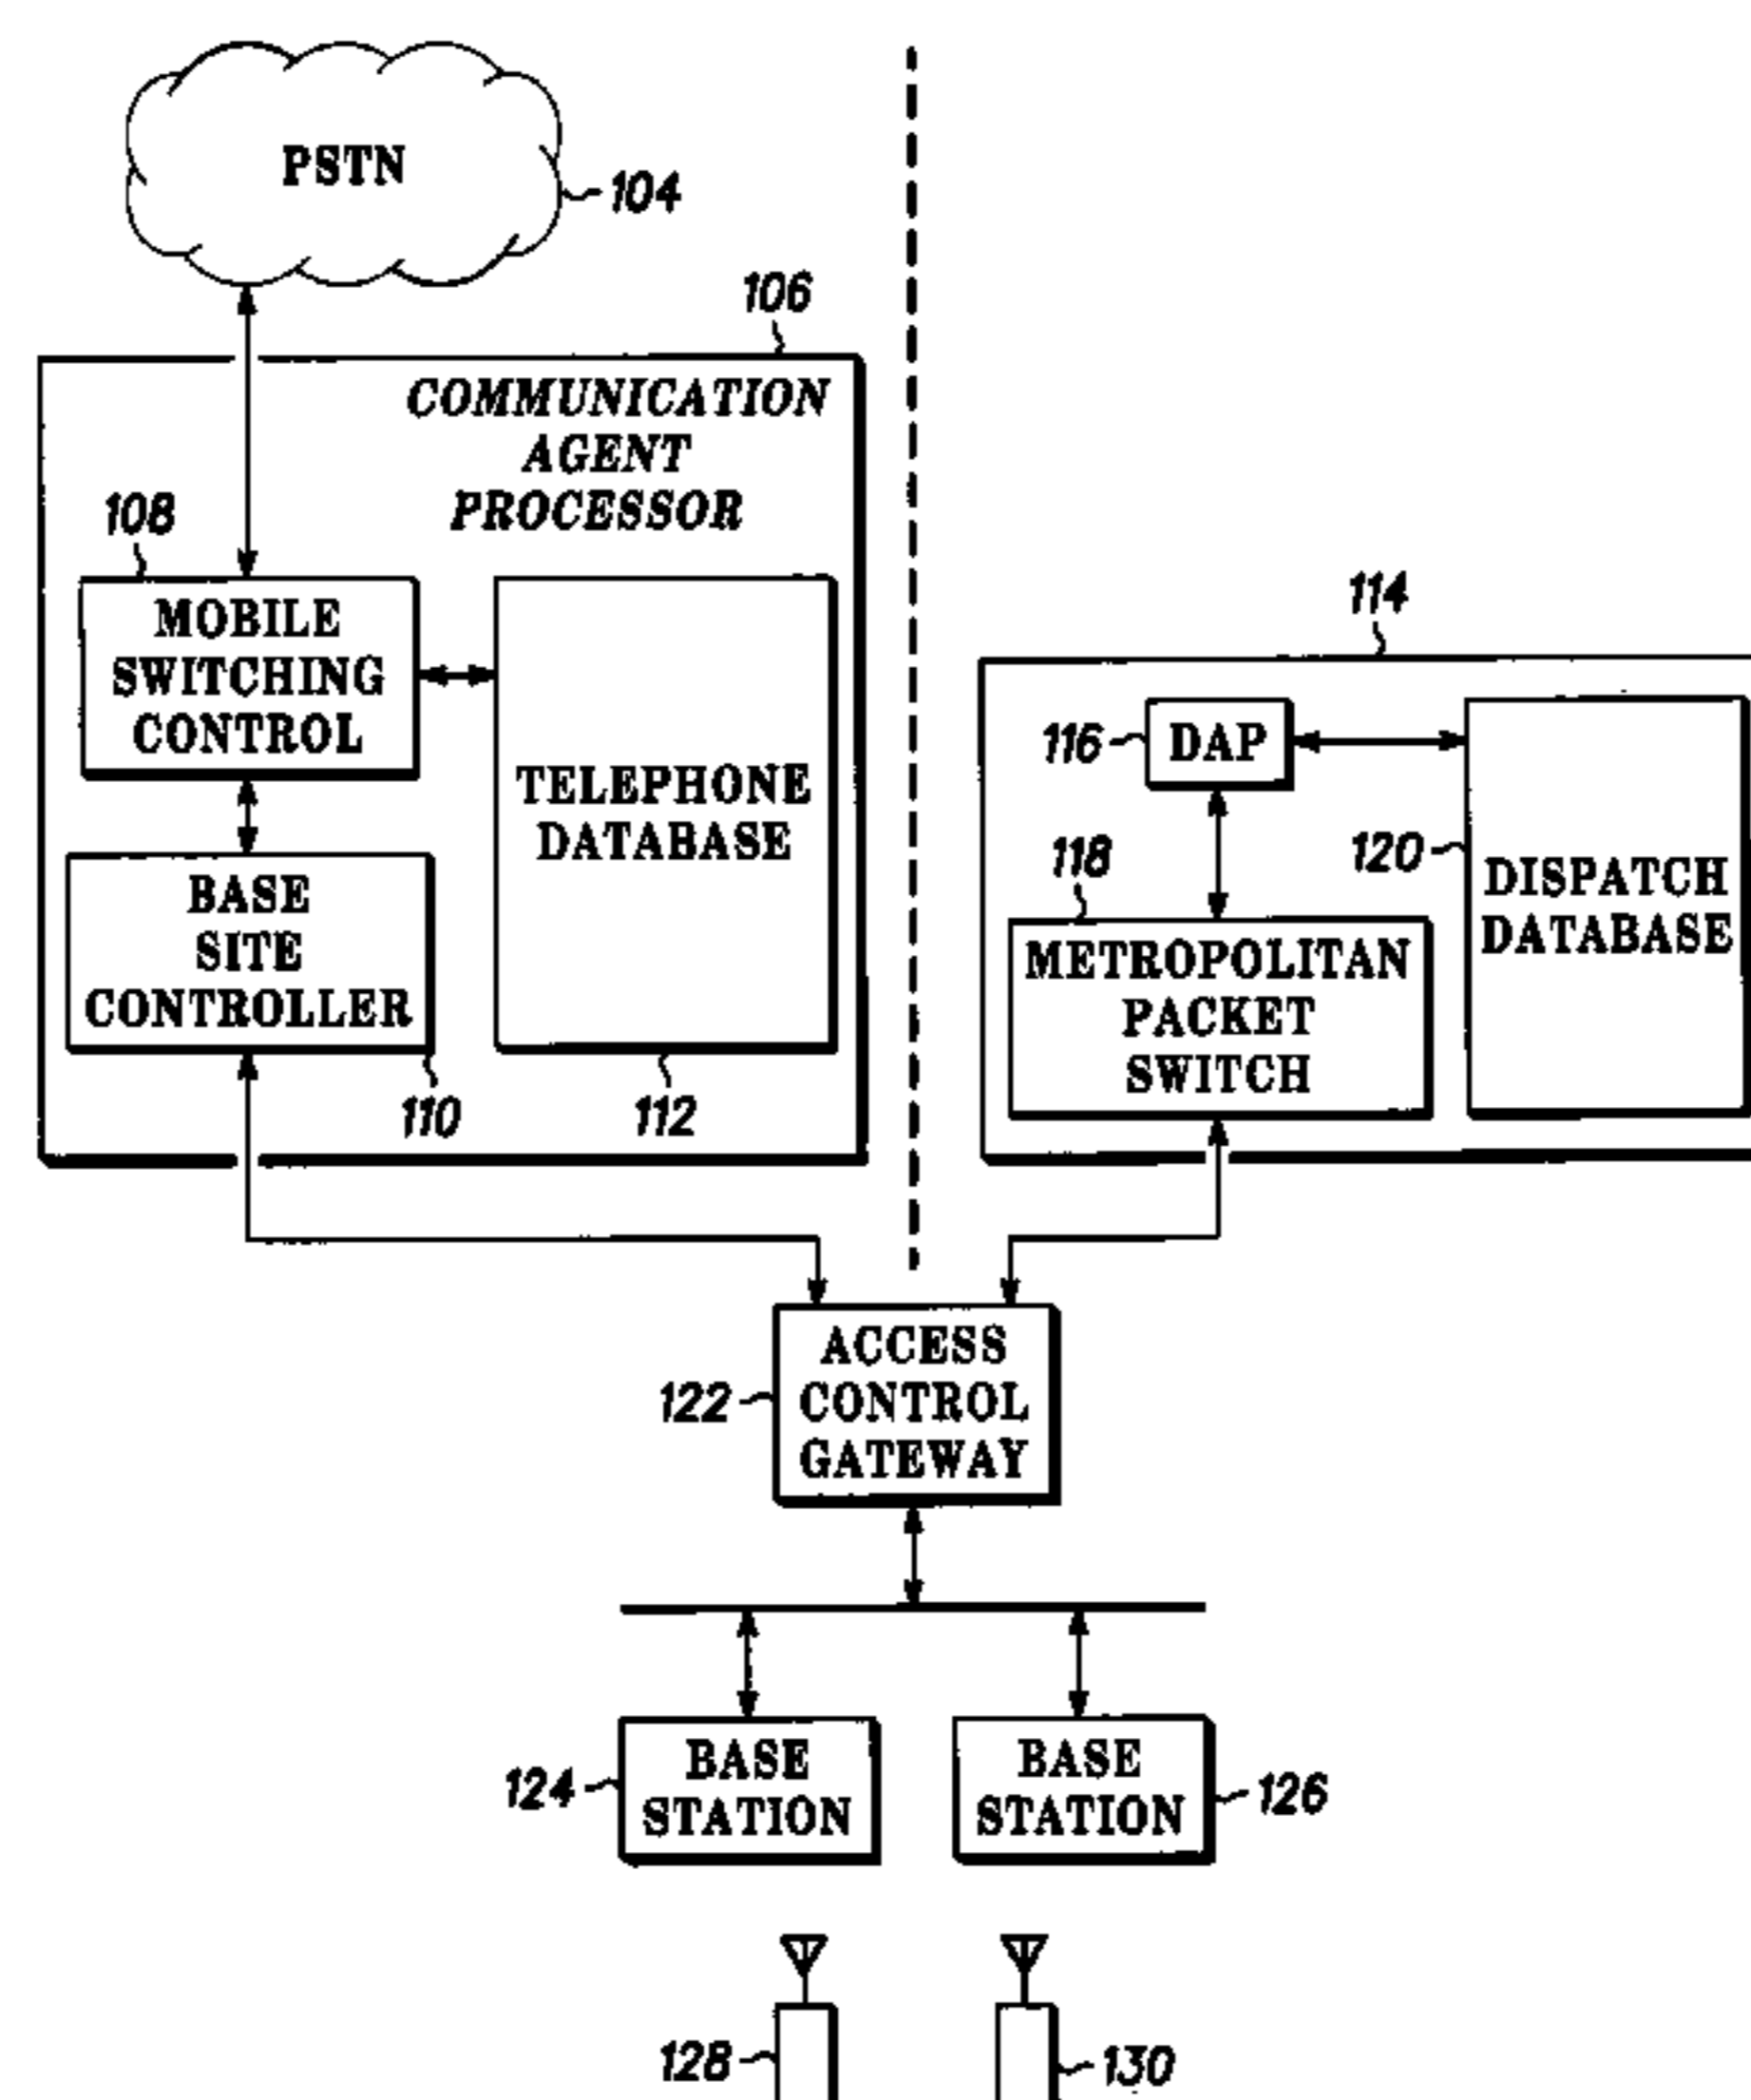 PSTN
104
106
COMMUNICATION
AGENT
PROCESSOR
108
MOBILE
SWITCHING
CONTROL
TELEPHONE
DATABASE
BASE
SITE
CONTROLLER
110
112
114
116
DAP
118
120
DISPATCH
DATABASE
METROPOLITAN
PACKET
SWITCH
ACCESS
CONTROL
GATEWAY
122
124
BASE
STATION
BASE
STATION
126
128
130